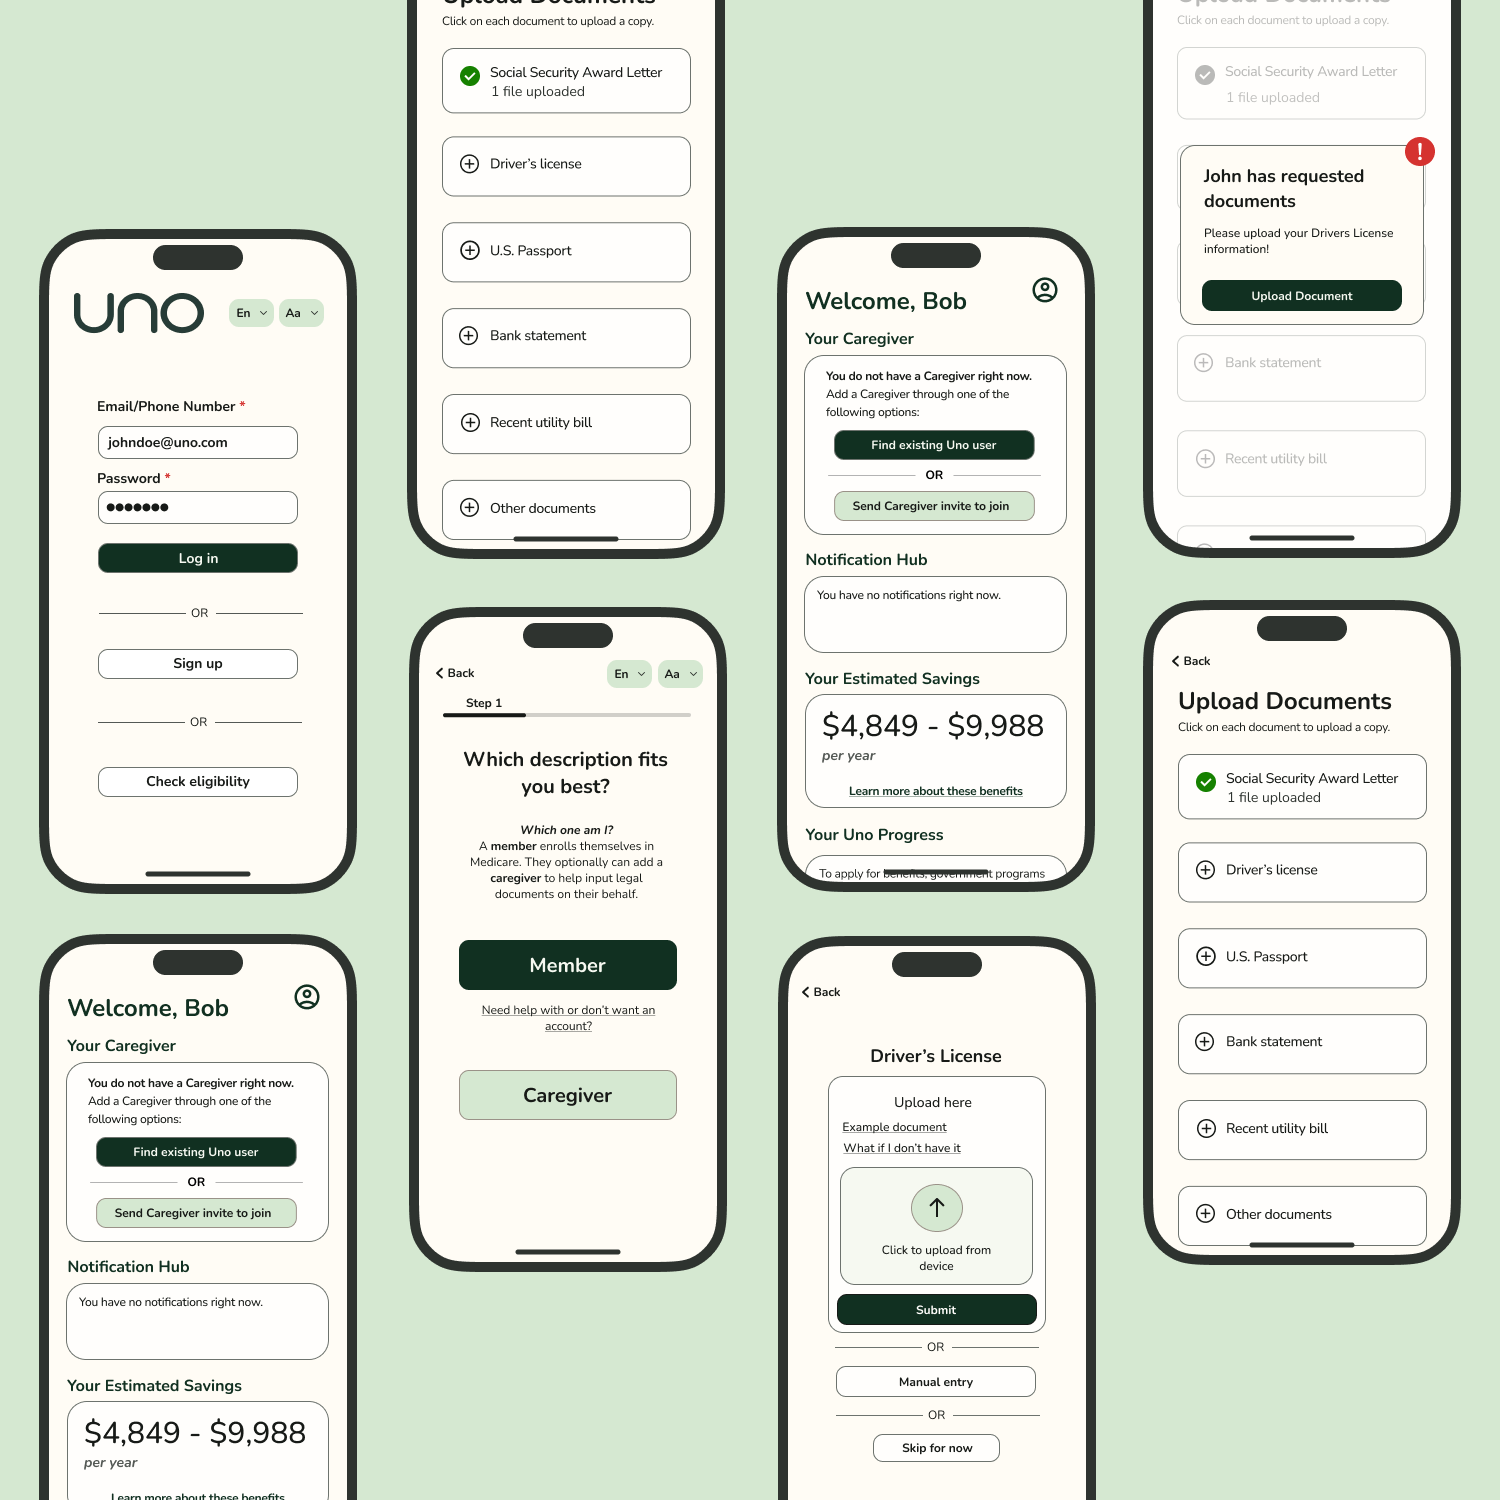 uno
En
Aa
Email/Phone Number *
johndoe@uno.com
Password *
Log in
OR
Sign up
OR
Check eligibility
Welcome, Bob
Your Caregiver
You do not have a Caregiver right now.
Add a Caregiver through one of the
following options:
Find existing Uno user
OR
Send Caregiver invite to join
Notification Hub
You have no notifications right now.
Your Estimated Savings
$4,849 - $9,988
per year
Learn more about these benefits
Upload Documents
Click on each document to upload a copy.
Social Security Award Letter
1 file uploaded
Driver’s license
U.S. Passport
Bank statement
Recent utility bill
Other documents
Back
En
Aa
Step 1
Which description fits
you best?
Which one am I?
A member enrolls themselves in
Medicare. They optionally can add a
caregiver to help input legal
documents on their behalf.
Member
Need help with or don’t want an
account?
Caregiver
Welcome, Bob
Your Caregiver
You do not have a Caregiver right now.
Add a Caregiver through one of the
following options:
Find existing Uno user
OR
Send Caregiver invite to join
Notification Hub
You have no notifications right now.
Your Estimated Savings
$4,849 - $9,988
per year
Learn more about these benefits
Your Uno Progress
To apply for benefits, government programs
Back
Driver’s License
Upload here
Example document
What if I don’t have it
Click to upload from
device
Submit
OR
Manual entry
OR
Skip for now
Upload Documents
Click on each document to upload a copy.
Social Security Award Letter
1 file uploaded
!
John has requested
documents
Please upload your Drivers License
information!
Upload Document
Bank statement
Recent utility bill
Back
Upload Documents
Click on each document to upload a copy.
Social Security Award Letter
1 file uploaded
Driver’s license
U.S. Passport
Bank statement
Recent utility bill
Other documents